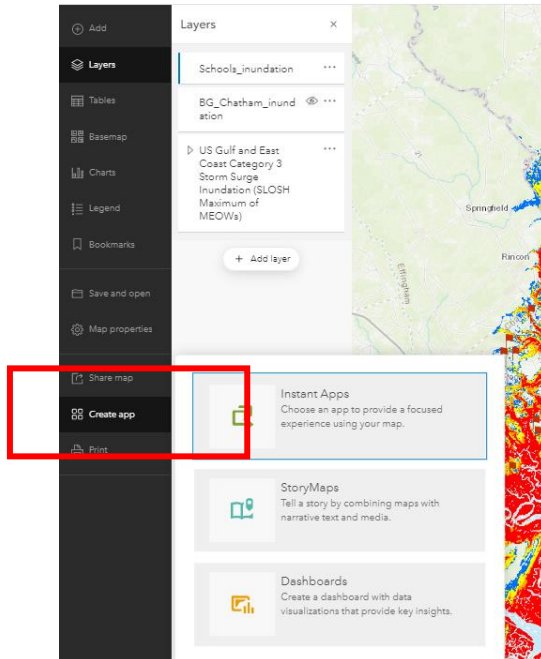 Add
Layers
Tables
Basemap
Charts
Legend
Bookmarks
Save and open
Map properties
Share map
Create app
Print
Layers
Schools_inundation
BG_Chatham_inund
ation
US Gulf and East
Coast Category 3
Storm Surge
Inundation (SLOSH
Maximum of
MEOWs)
+ Add layer
Springfield
Rincon
Effingham
Instant Apps
Choose an app to provide a focused
experience using your map.
StoryMaps
Tell a story by combining maps with
narrative text and media.
Dashboards
Create a dashboard with data
visualizations that provide key insights.